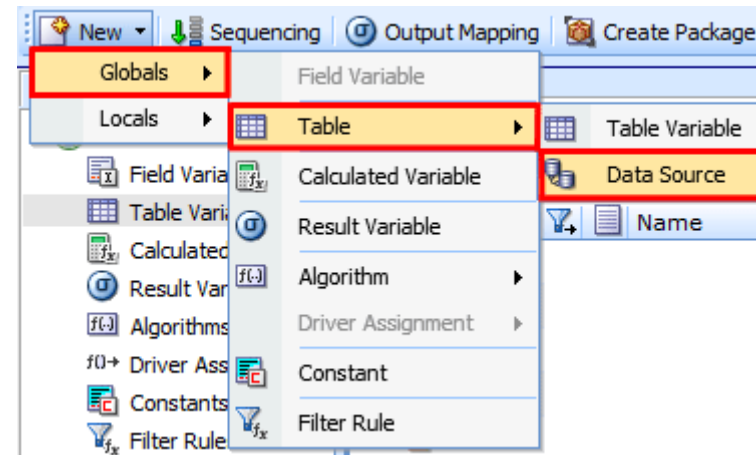 New Sequencing Output Mapping Create Package
Globals
Locals
Field Variable
Table
Calculated Variable
Result Variable
Algorithm
Driver Assignment
Constant
Filter Rule
Table Variable
Data Source
Name
Field Varia
Table Vari
Calculated
Result Var
Algorithms
Driver Ass
Constants
Filter Rule